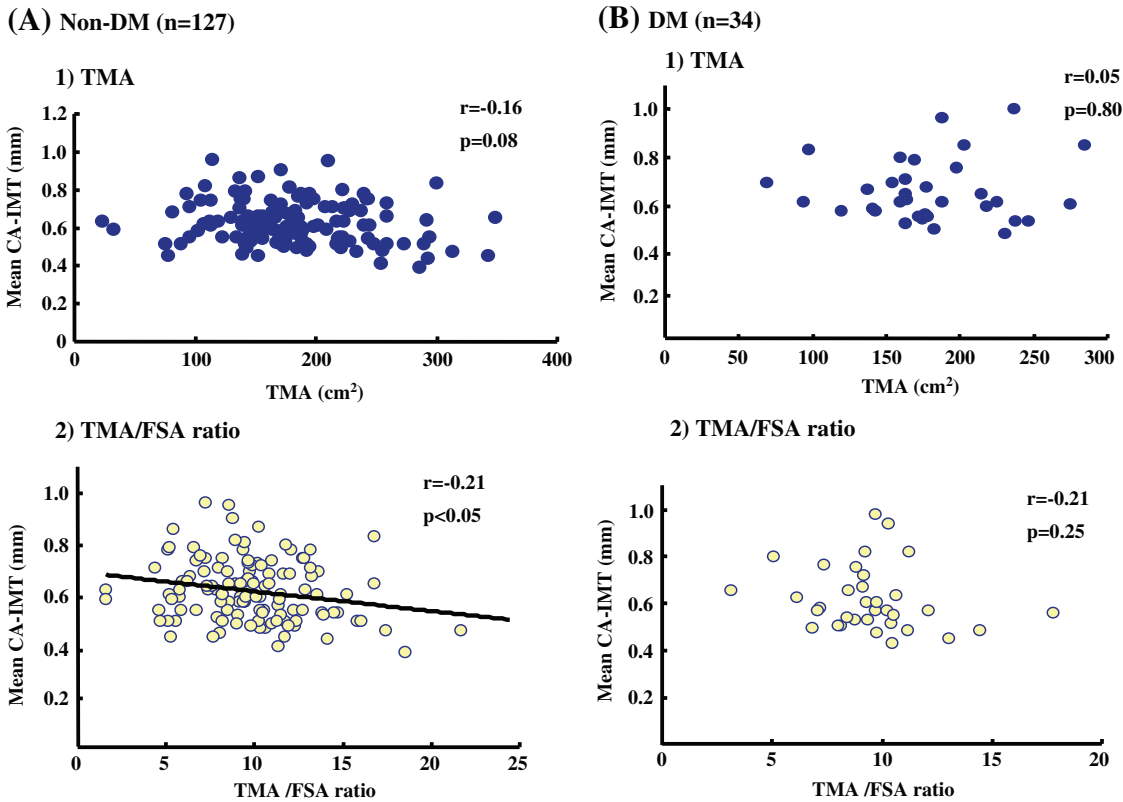 (A) Non-DM (n=127)
1) TMA
r=-0.16
p=0.08
Mean CA-IMT (mm)
1.2
1.0
0.8
0.6
0.4
0.2
0
0 100 200 300 400
TMA (cm²)
2) TMA/FSA ratio
r=-0.21
p<0.05
Mean CA-IMT (mm)
1.0
0.8
0.6
0.4
0.2
0 5 10 15 20 25
TMA /FSA ratio
(B) DM (n=34)
1) TMA
r=0.05
p=0.80
Mean CA-IMT (mm)
1.0
0.8
0.6
0.4
0.2
0 50 100 150 200 250 300
TMA (cm²)
2) TMA/FSA ratio
r=-0.21
p=0.25
Mean CA-IMT (mm)
1.0
0.8
0.6
0.4
0.2
0 5 10 15 20
TMA /FSA ratio